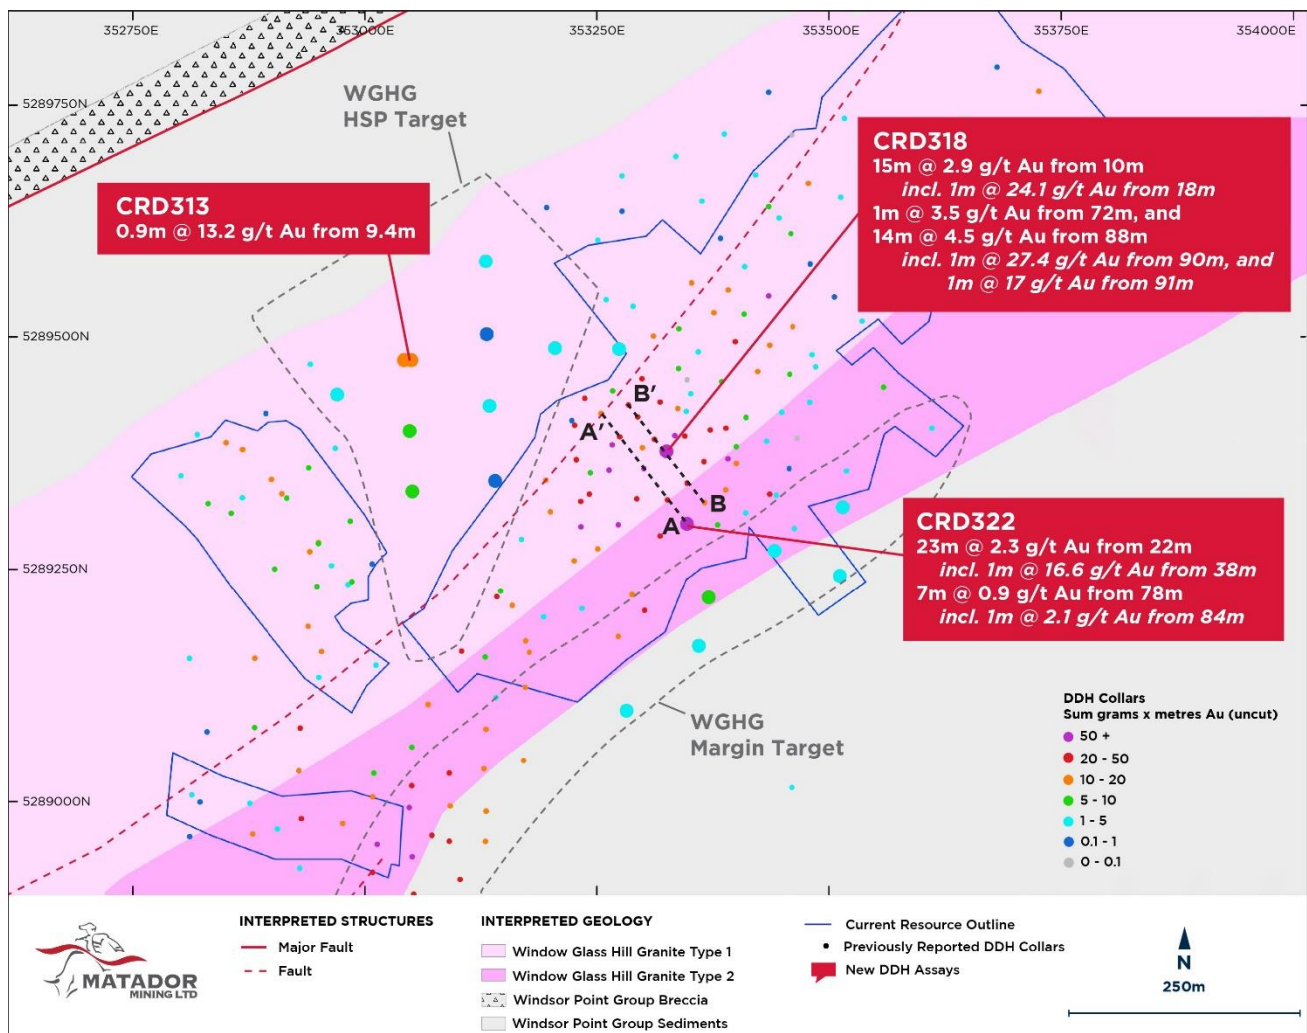 352750E 353000E 353250E 353500E 353750E 354000E
5289750N
5289500N
5289250N
5289000N
WGHG
HSP Target
CRD313
0.9m @ 13.2 g/t Au from 9.4m
CRD318
15m @ 2.9 g/t Au from 10m
incl. 1m @ 24.1 g/t Au from 18m
1m @ 3.5 g/t Au from 72m, and
14m @ 4.5 g/t Au from 88m
incl. 1m @ 27.4 g/t Au from 90m, and
1m @ 17 g/t Au from 91m
B'
A'
B
A
CRD322
23m @ 2.3 g/t Au from 22m
incl. 1m @ 16.6 g/t Au from 38m
7m @ 0.9 g/t Au from 78m
incl. 1m @ 2.1 g/t Au from 84m
WGHG
Margin Target
DDH Collars
Sum grams x metres Au (uncut)
50 +
20 - 50
10 - 20
5 - 10
1 - 5
0.1 - 1
0 - 0.1
MATADOR
MINING LTD
INTERPRETED STRUCTURES
Major Fault
Fault
INTERPRETED GEOLOGY
Window Glass Hill Granite Type 1
Window Glass Hill Granite Type 2
Windsor Point Group Breccia
Windsor Point Group Sediments
Current Resource Outline
Previously Reported DDH Collars
New DDH Assays
N
250m